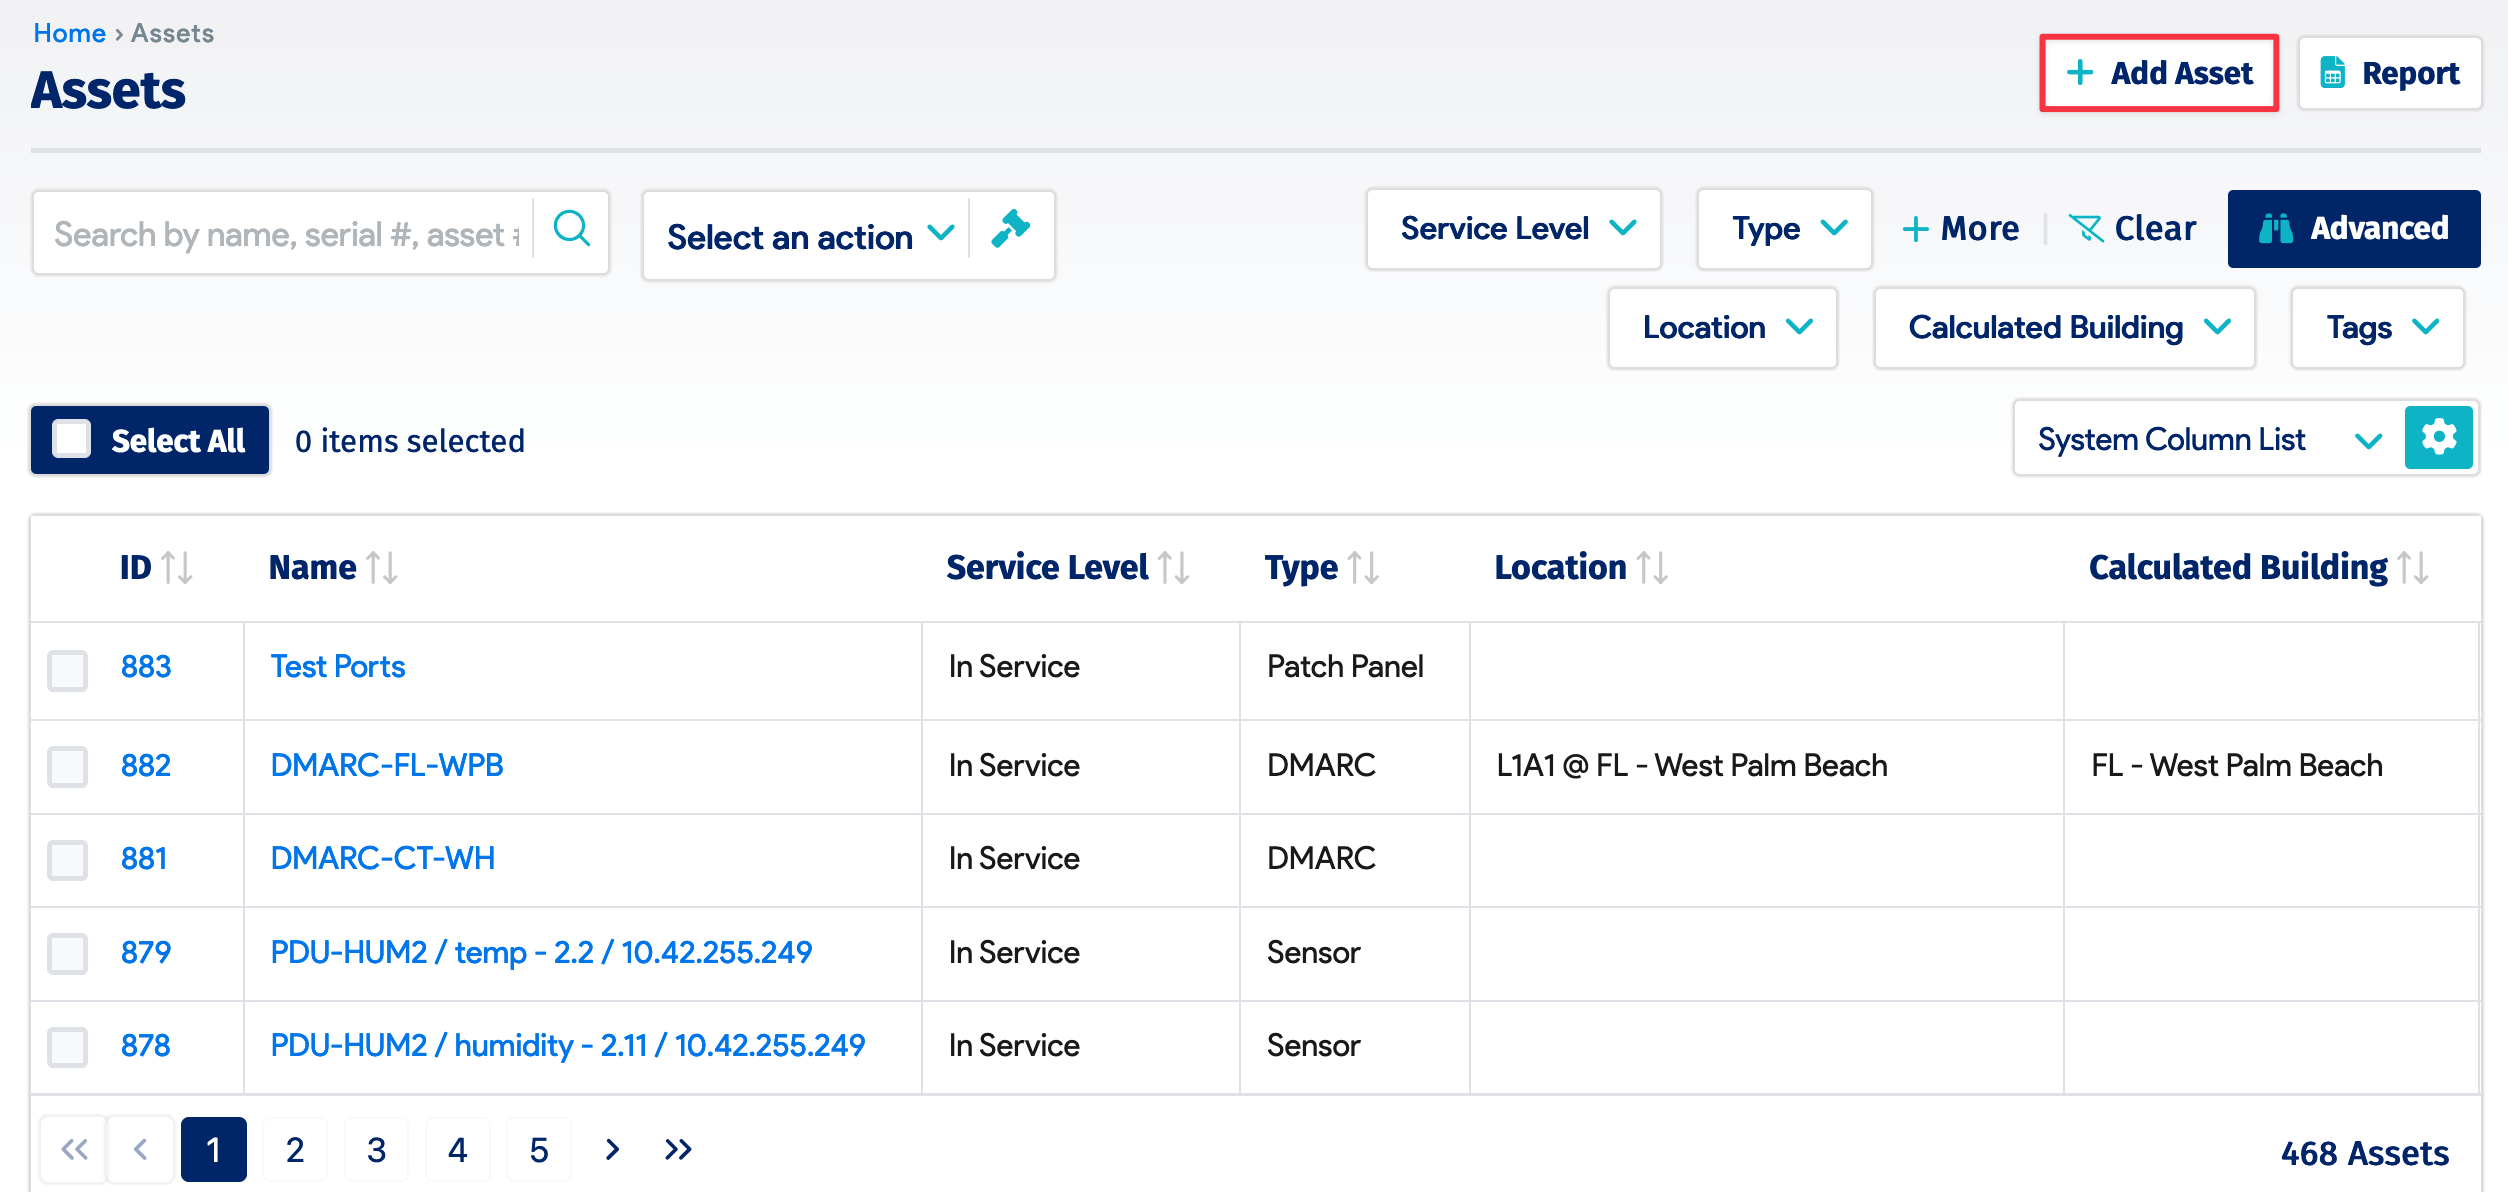 Home › Assets
Assets
+ Add Asset
Report
Search by name, serial #, asset
Select an action
Service Level
Type
+ More
Clear
Advanced
Location
Calculated Building
Tags
Select All
0 items selected
System Column List
ID Name Service Level Type Location Calculated Building
883 Test Ports In Service Patch Panel
882 DMARC-FL-WPB In Service DMARC L1A1 @ FL - West Palm Beach FL - West Palm Beach
881 DMARC-CT-WH In Service DMARC
879 PDU-HUM2 / temp - 2.2 / 10.42.255.249 In Service Sensor
878 PDU-HUM2 / humidity - 2.11 / 10.42.255.249 In Service Sensor
« ‹ 1 2 3 4 5 › »
468 Assets